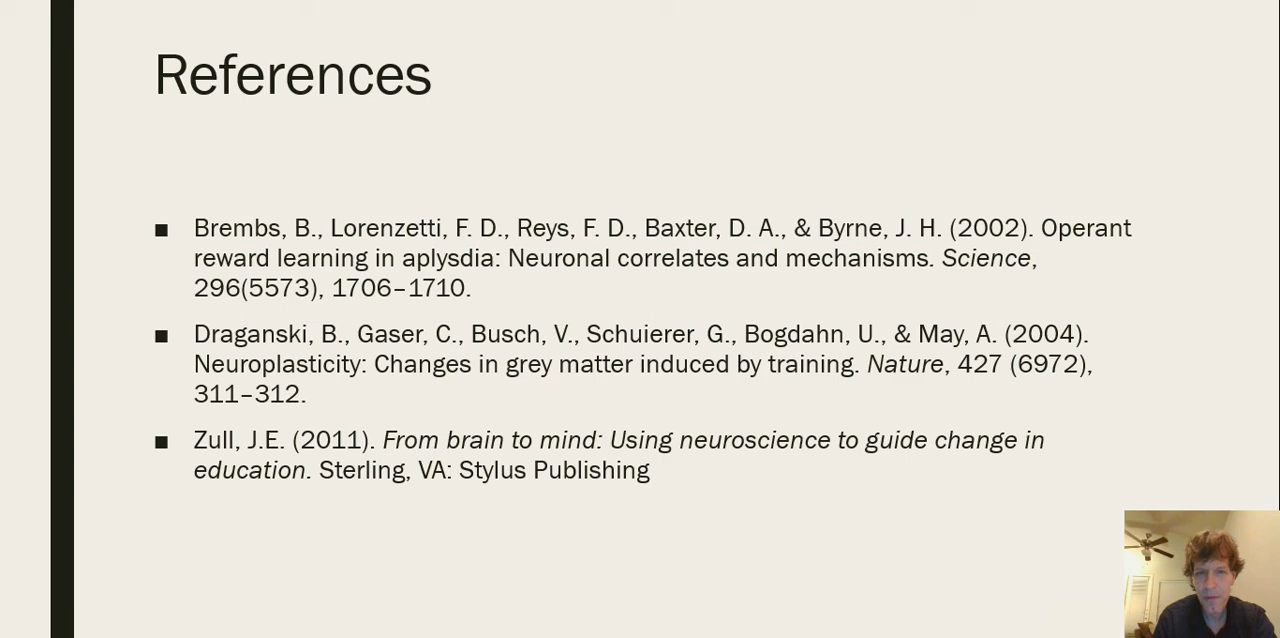 References
▪ Brembs, B., Lorenzetti, F. D., Reys, F. D., Baxter, D. A., & Byrne, J. H. (2002). Operant
reward learning in aplysdia: Neuronal correlates and mechanisms. Science,
296(5573), 1706–1710.
▪ Draganski, B., Gaser, C., Busch, V., Schuierer, G., Bogdahn, U., & May, A. (2004).
Neuroplasticity: Changes in grey matter induced by training. Nature, 427 (6972),
311–312.
▪ Zull, J.E. (2011). From brain to mind: Using neuroscience to guide change in
education. Sterling, VA: Stylus Publishing